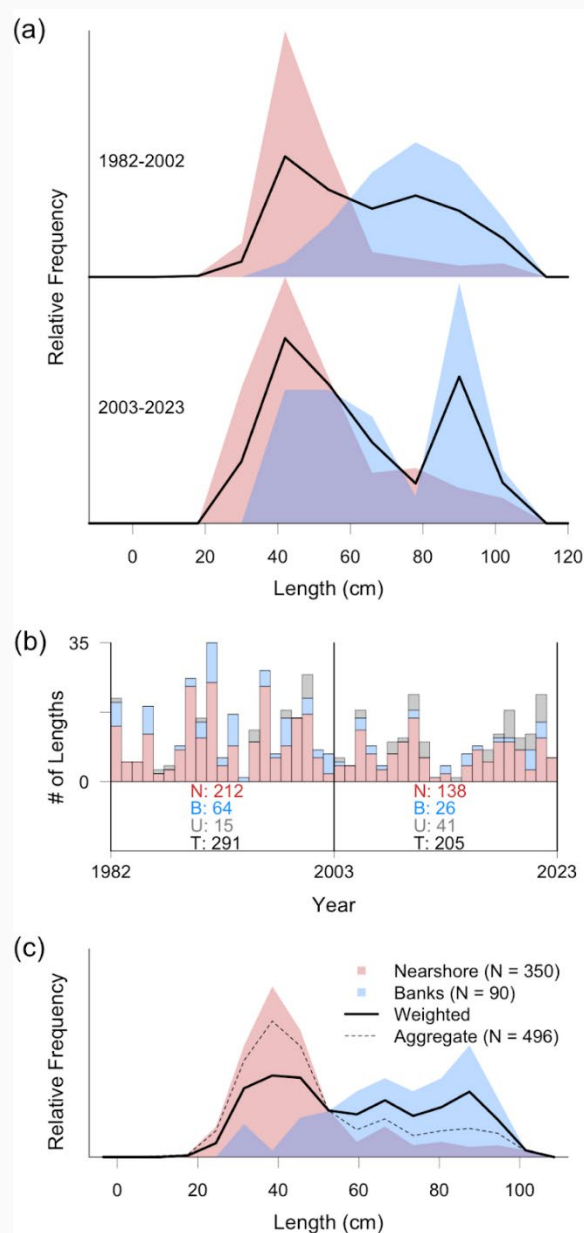 (a)
1982-2002
2003-2023
Relative Frequency
0 20 40 60 80 100 120
Length (cm)
(b)
35
0
# of Lengths
N: 212
B: 64
U: 15
T: 291
N: 138
B: 26
U: 41
T: 205
1982 2003 2023
Year
(c)
Relative Frequency
Nearshore (N = 350)
Banks (N = 90)
Weighted
Aggregate (N = 496)
0 20 40 60 80 100
Length (cm)